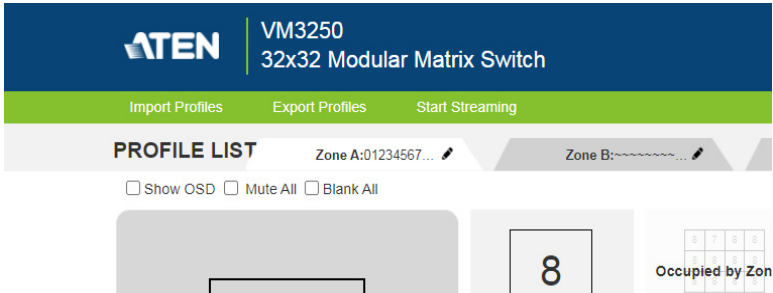 ATEN
VM3250
32x32 Modular Matrix Switch
Import Profiles Export Profiles Start Streaming
PROFILE LIST Zone A:01234567... Zone B:~~~~~~~~...
Show OSD Mute All Blank All
8
Occupied by Zon